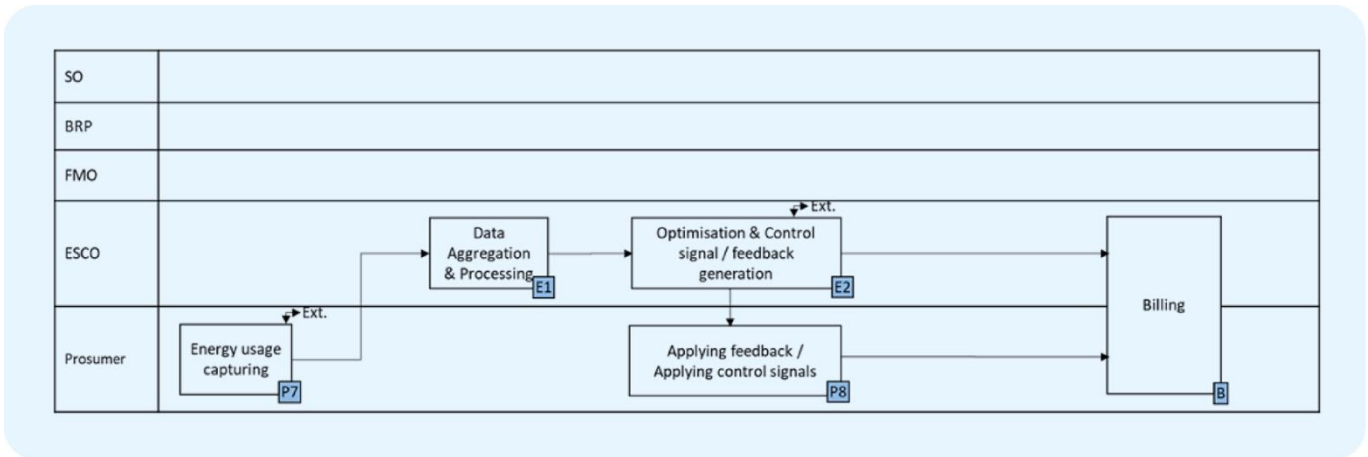 SO
BRP
FMO
ESCO
Data
Aggregation
& Processing
E1
Ext.
Optimisation & Control
signal / feedback
generation
E2
Billing
B
Prosumer
Ext.
Energy usage
capturing
P7
Applying feedback /
Applying control signals
P8